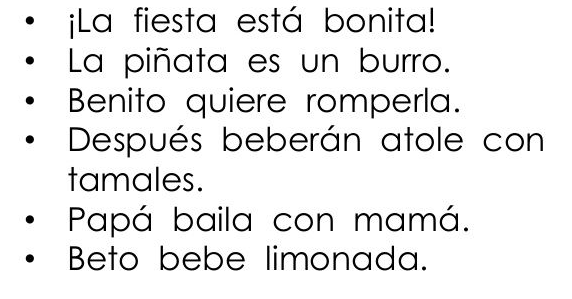 • ¡La fiesta está bonita!
• La piñata es un burro.
• Benito quiere romperla.
• Después beberán atole con
tamales.
• Papá baila con mamá.
• Beto bebe limonada.